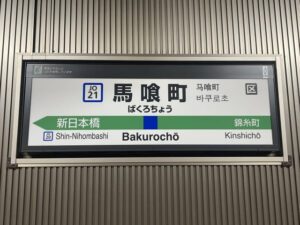 JO
21
馬喰町
ばくろちょう
马喰町
바쿠로초
区
新日本橋
錦糸町
Shin-Nihombashi
Bakurochō
Kinshichō